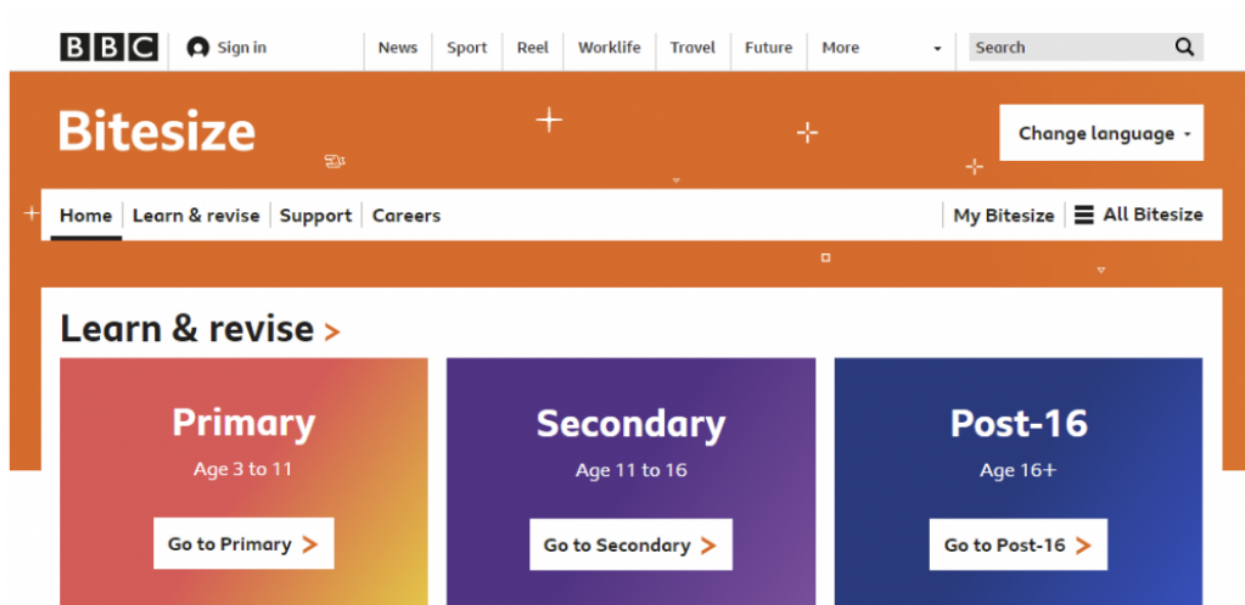 BBC Sign in News Sport Reel Worklife Travel Future More Search
Bitesize
Change language
Home Learn & revise Support Careers My Bitesize All Bitesize
Learn & revise >
Primary
Age 3 to 11
Go to Primary >
Secondary
Age 11 to 16
Go to Secondary >
Post-16
Age 16+
Go to Post-16 >